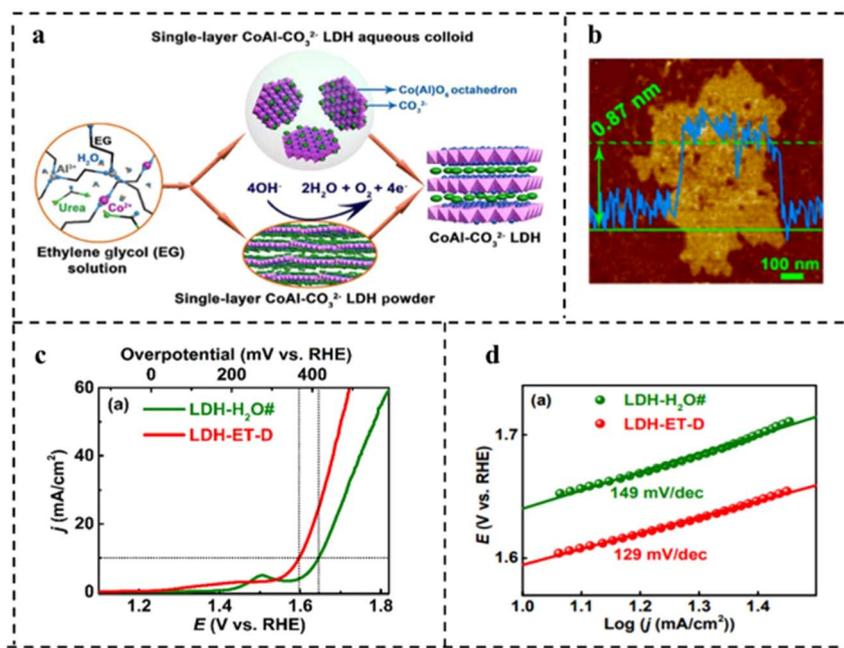 a
Single-layer CoAl-CO₃²⁻ LDH aqueous colloid
Co(Al)O₆ octahedron
CO₃²⁻
EG
H₂O
Al³⁺
Urea
Co²⁺
4OH⁻ 2H₂O + O₂ + 4e⁻
Ethylene glycol (EG)
solution
CoAl-CO₃²⁻ LDH
Single-layer CoAl-CO₃²⁻ LDH powder
b
0.87 nm
100 nm
c
Overpotential (mV vs. RHE)
0 200 400
(a)
LDH-H₂O#
LDH-ET-D
60
40
20
0
j (mA/cm²)
1.2 1.4 1.6 1.8
E (V vs. RHE)
d
(a)
LDH-H₂O#
LDH-ET-D
1.7
1.6
E (V vs. RHE)
149 mV/dec
129 mV/dec
1.0 1.1 1.2 1.3 1.4
Log (j (mA/cm²))